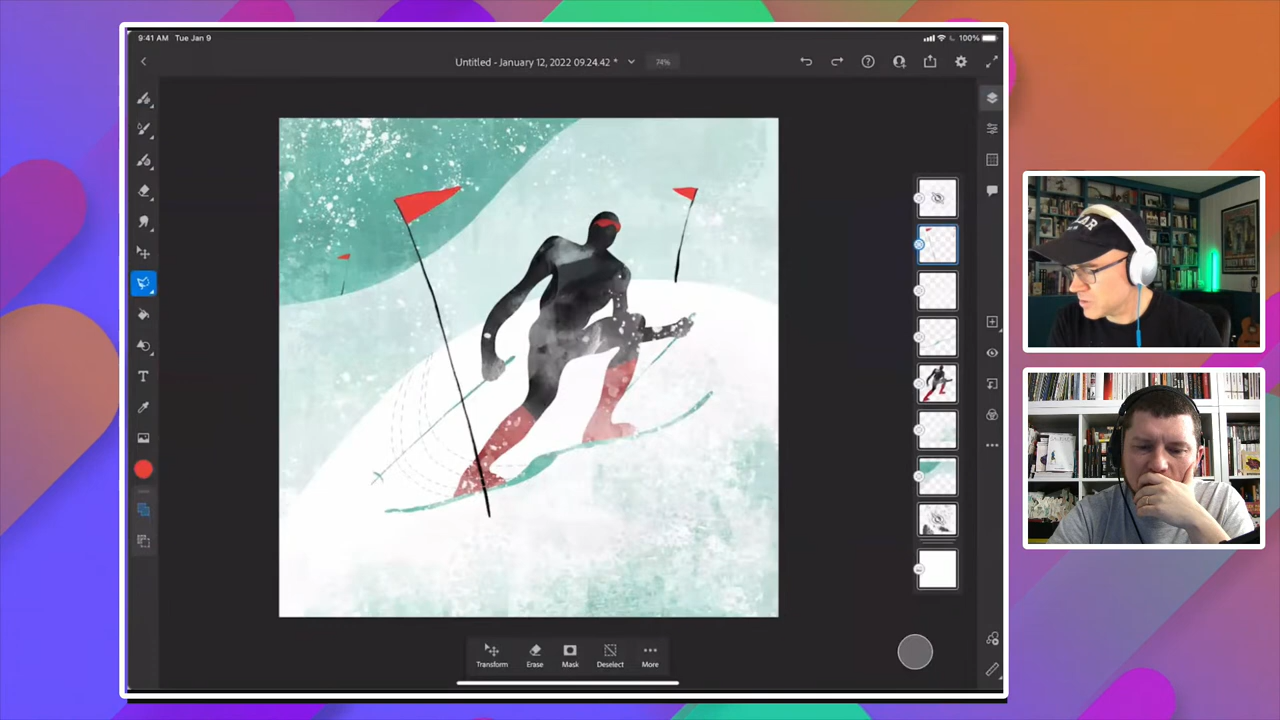 9:41 AM Tue Jan 9
100%
Untitled - January 12, 2022 09.24.42 *
74%
T
Transform
Erase
Mask
Deselect
More